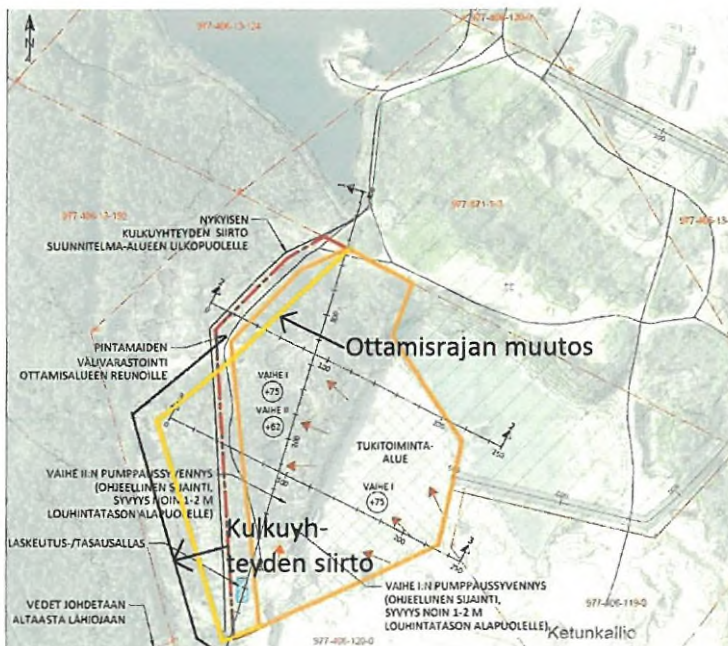 N
977-406-13-124
977-871-1-3
NYKYISEN
KULKUYHTEYDEN SIIRTO
SUUNNITELMA-ALUEEN ULKOPUOLELLE
PINTAMAIDEN
VÄLIVARASTOINTI
OTTAMISALUEEN REUNOILLE
Ottamisrajan muutos
VAIHE I
+75
VAIHE II
+62
TUKITOIMINTA-
ALUE
VAIHE I
+75
VAIHE II:N PUMPPAUSSYVENNYS
(OHJEELLINEN SIJAINTI,
SYVYYS NOIN 1-2 M
LOUHINTATASON ALAPUOLELLE)
LASKEUTUS-/TASAUSALLAS
Kulkuyh-
teyden siirto
VEDET JOHDETAAN
ALTAASTA LÄHIOJAAN
VAIHE I:N PUMPPAUSSYVENNYS
(OHJEELLINEN SIJAINTI,
SYVYYS NOIN 1-2 M
LOUHINTATASON ALAPUOLELLE)
977-406-119-0
977-406-120-0
Ketunkallio